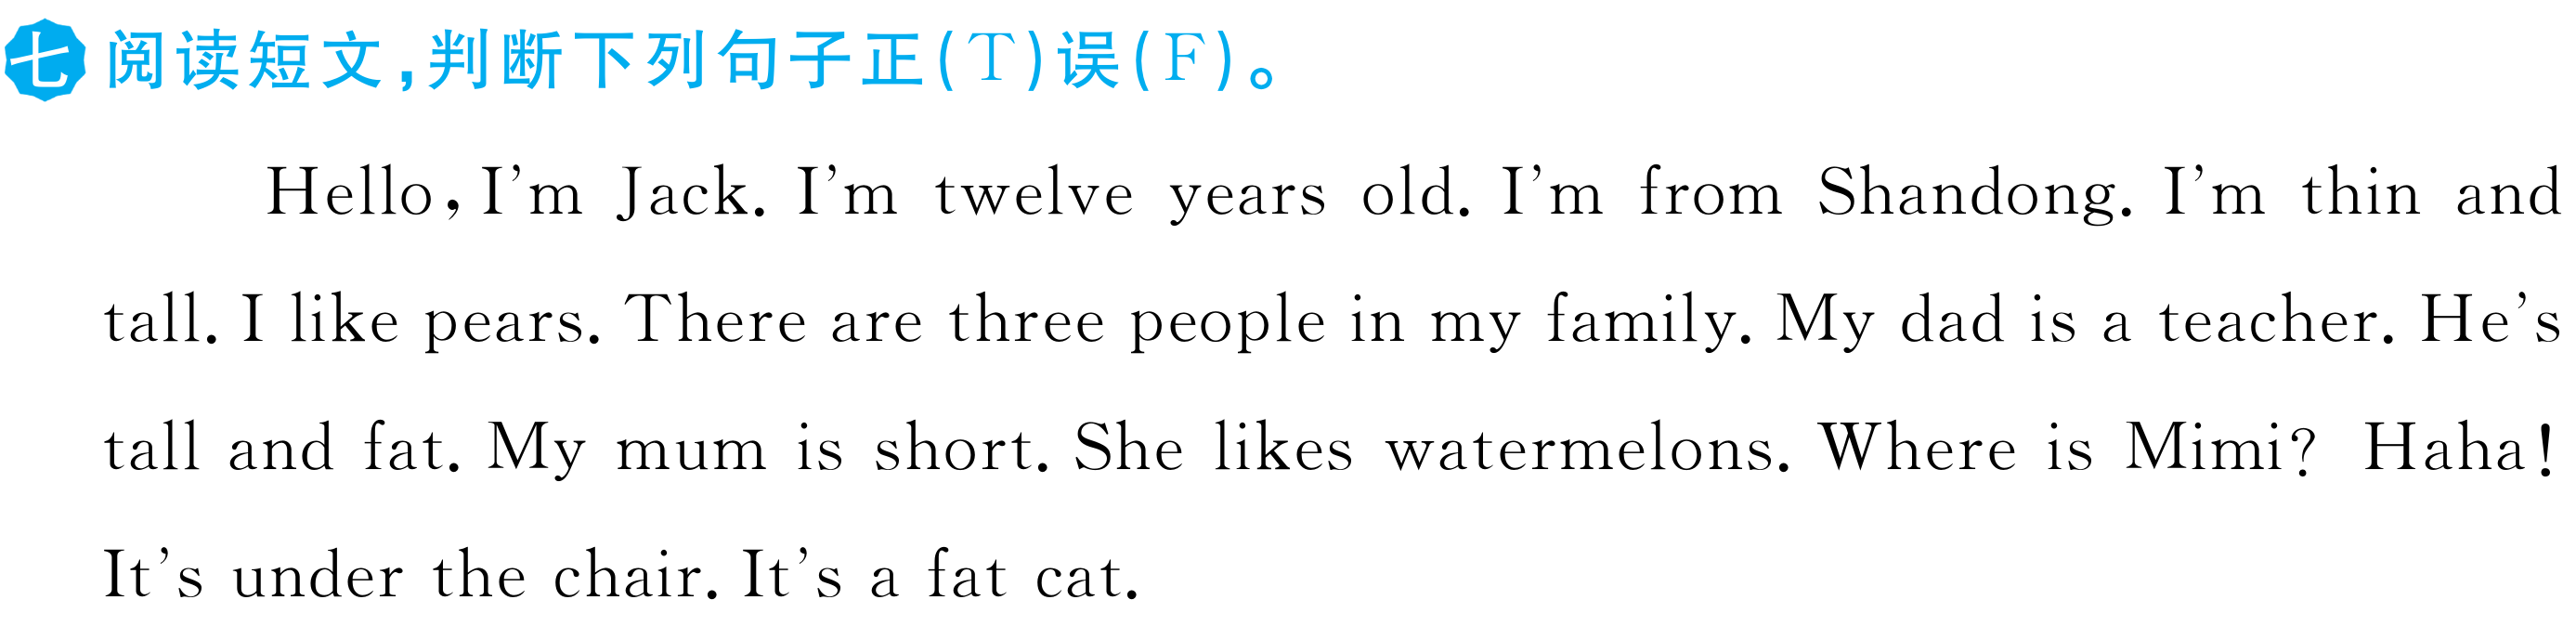 七 阅读短文,判断下列句子正(T)误(F)。
Hello, I'm Jack. I'm twelve years old. I'm from Shandong. I'm thin and
tall. I like pears. There are three people in my family. My dad is a teacher. He's
tall and fat. My mum is short. She likes watermelons. Where is Mimi? Haha!
It's under the chair. It's a fat cat.